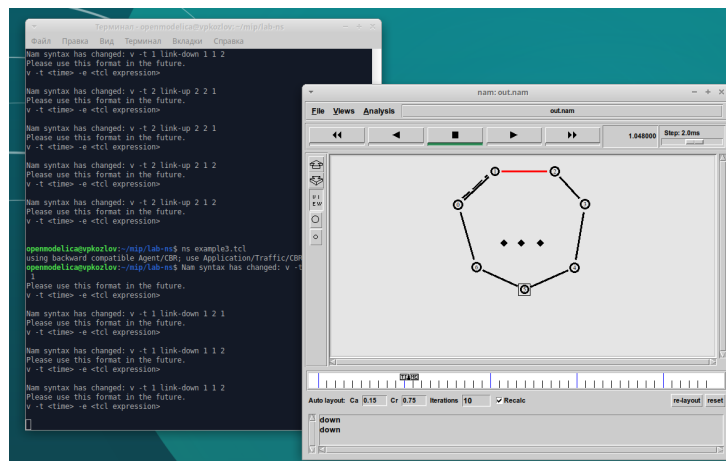 Терминал - openmodelica@vpkozlov:~/mip/lab-ns
Файл Правка Вид Терминал Вкладки Справка
Nam syntax has changed: v -t 1 link-down 1 1 2
Please use this format in the future.
v -t <time> -e <tcl expression>
Nam syntax has changed: v -t 2 link-up 2 2 1
Please use this format in the future.
v -t <time> -e <tcl expression>
Nam syntax has changed: v -t 2 link-up 2 2 1
Please use this format in the future.
v -t <time> -e <tcl expression>
Nam syntax has changed: v -t 2 link-up 2 1 2
Please use this format in the future.
v -t <time> -e <tcl expression>
Nam syntax has changed: v -t 2 link-up 2 1 2
Please use this format in the future.
v -t <time> -e <tcl expression>
openmodelica@vpkozlov:~/mip/lab-ns$ ns example3.tcl
using backward compatible Agent/CBR; use Application/Traffic/CBR
openmodelica@vpkozlov:~/mip/lab-ns$ Nam syntax has changed: v -t
1
Please use this format in the future.
v -t <time> -e <tcl expression>
Nam syntax has changed: v -t 1 link-down 1 2 1
Please use this format in the future.
v -t <time> -e <tcl expression>
Nam syntax has changed: v -t 1 link-down 1 1 2
Please use this format in the future.
v -t <time> -e <tcl expression>
Nam syntax has changed: v -t 1 link-down 1 1 2
Please use this format in the future.
v -t <time> -e <tcl expression>
nam: out.nam
File Views Analysis
out.nam
1.048000
Step: 2.0ms
Auto layout: Ca 0.15 Cr 0.75 Iterations 10 Recalc re-layout reset
down
down